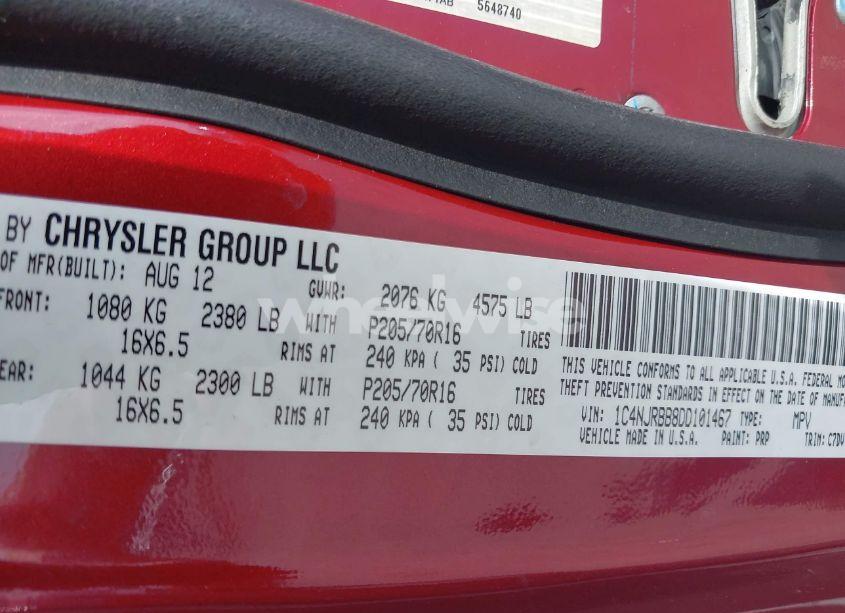 5648740
BY CHRYSLER GROUP LLC
OF MFR(BUILT): AUG 12 GVWR: 2076 KG 4575 LB
FRONT: 1080 KG 2380 LB WITH P205/70R16 TIRES
16X6.5 RIMS AT 240 KPA ( 35 PSI) COLD
EAR: 1044 KG 2300 LB WITH P205/70R16 TIRES
16X6.5 RIMS AT 240 KPA ( 35 PSI) COLD
THIS VEHICLE CONFORMS TO ALL APPLICABLE U.S.A. FEDERAL MO
THEFT PREVENTION STANDARDS IN EFFECT ON THE DATE OF MANUF
VIN: 1C4NJRBB8DD101467 TYPE: MPV
VEHICLE MADE IN U.S.A. PAINT: PRP TRIM: C7DV
wheelwise